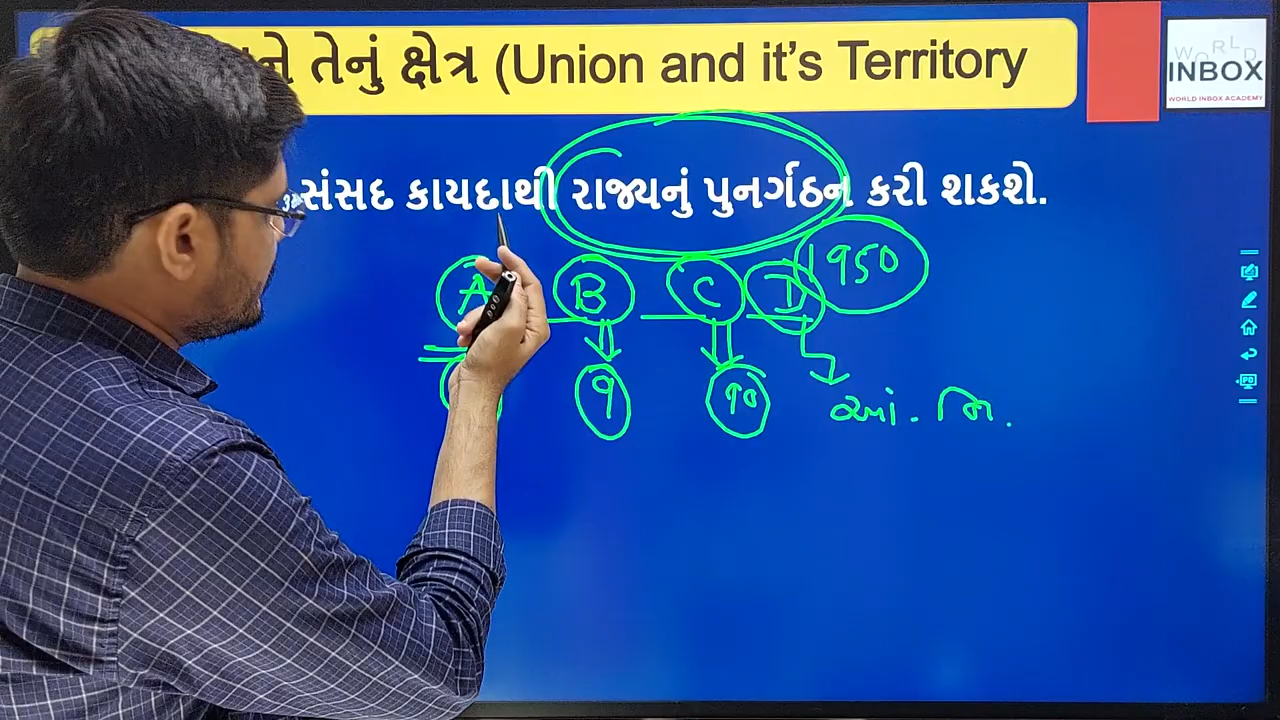 તેનું ક્ષેત્ર (Union and it’s Territory
WORLD
INBOX
WORLD INBOX ACADEMY
સંસદ કાયદાથી રાજ્યનું પુનર્ગઠન કરી શકશે.
A B C D 1950
9 10
આં. નિ.